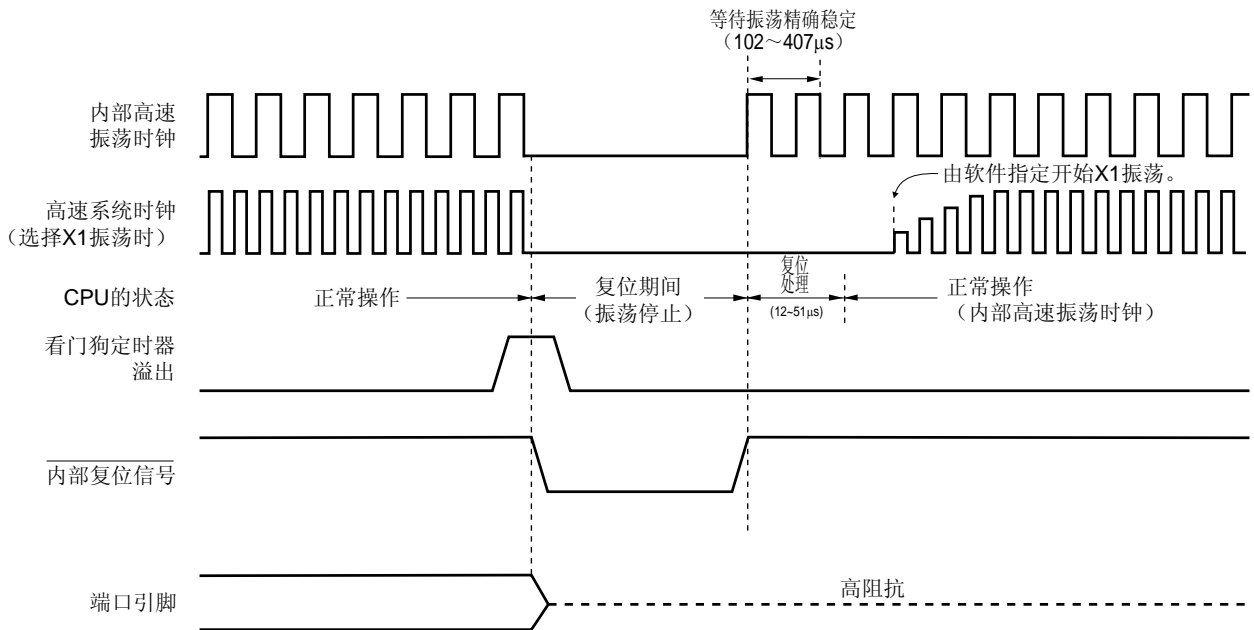 等待振荡精确稳定
（102～407μs）
内部高速
振荡时钟
由软件指定开始X1振荡。
高速系统时钟
（选择X1振荡时）
复位
处理
(12~51μs)
CPU的状态
正常操作
复位期间
（振荡停止）
正常操作
（内部高速振荡时钟）
看门狗定时器
溢出
内部复位信号
端口引脚
高阻抗